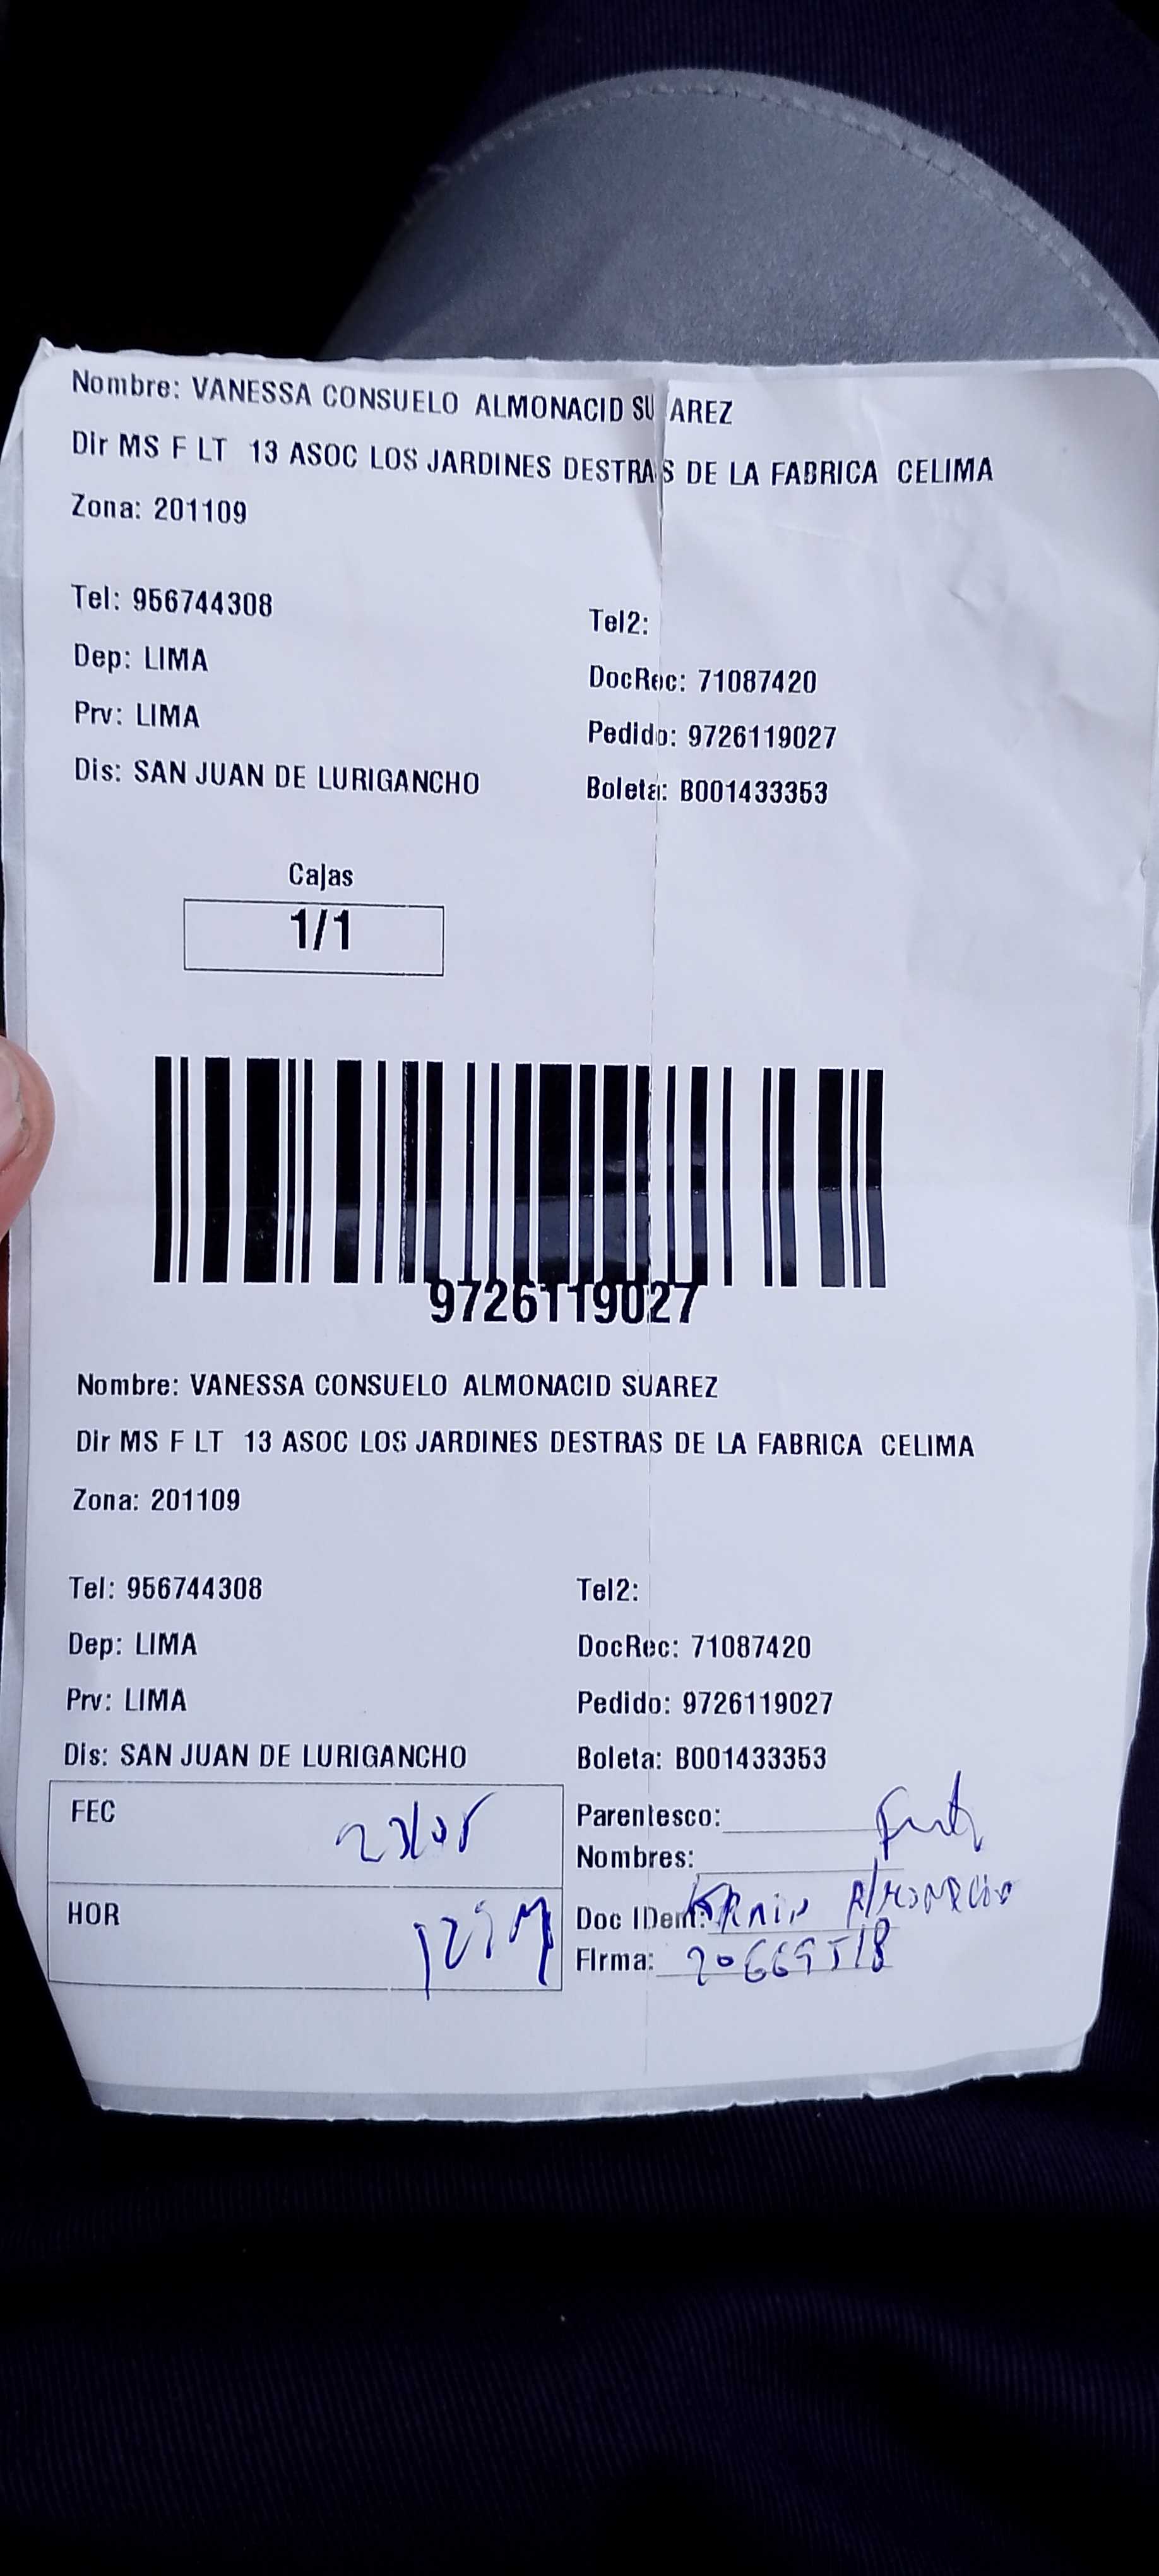 Nombre: VANESSA CONSUELO ALMONACID SUAREZ
Dir MS F LT 13 ASOC LOS JARDINES DESTRAS DE LA FABRICA CELIMA
Zona: 201109
Tel: 956744308
Tel2:
Dep: LIMA
DocRec: 71087420
Prv: LIMA
Pedido: 9726119027
Dis: SAN JUAN DE LURIGANCHO
Boleta: B001433353
Cajas
1/1
9726119027
Nombre: VANESSA CONSUELO ALMONACID SUAREZ
Dir MS F LT 13 ASOC LOS JARDINES DESTRAS DE LA FABRICA CELIMA
Zona: 201109
Tel: 956744308
Tel2:
Dep: LIMA
DocRec: 71087420
Prv: LIMA
Pedido: 9726119027
Dis: SAN JUAN DE LURIGANCHO
Boleta: B001433353
FEC 23/05
Parentesco:
Nombres:
HOR
Doc IDent: Almonacid
Firma: